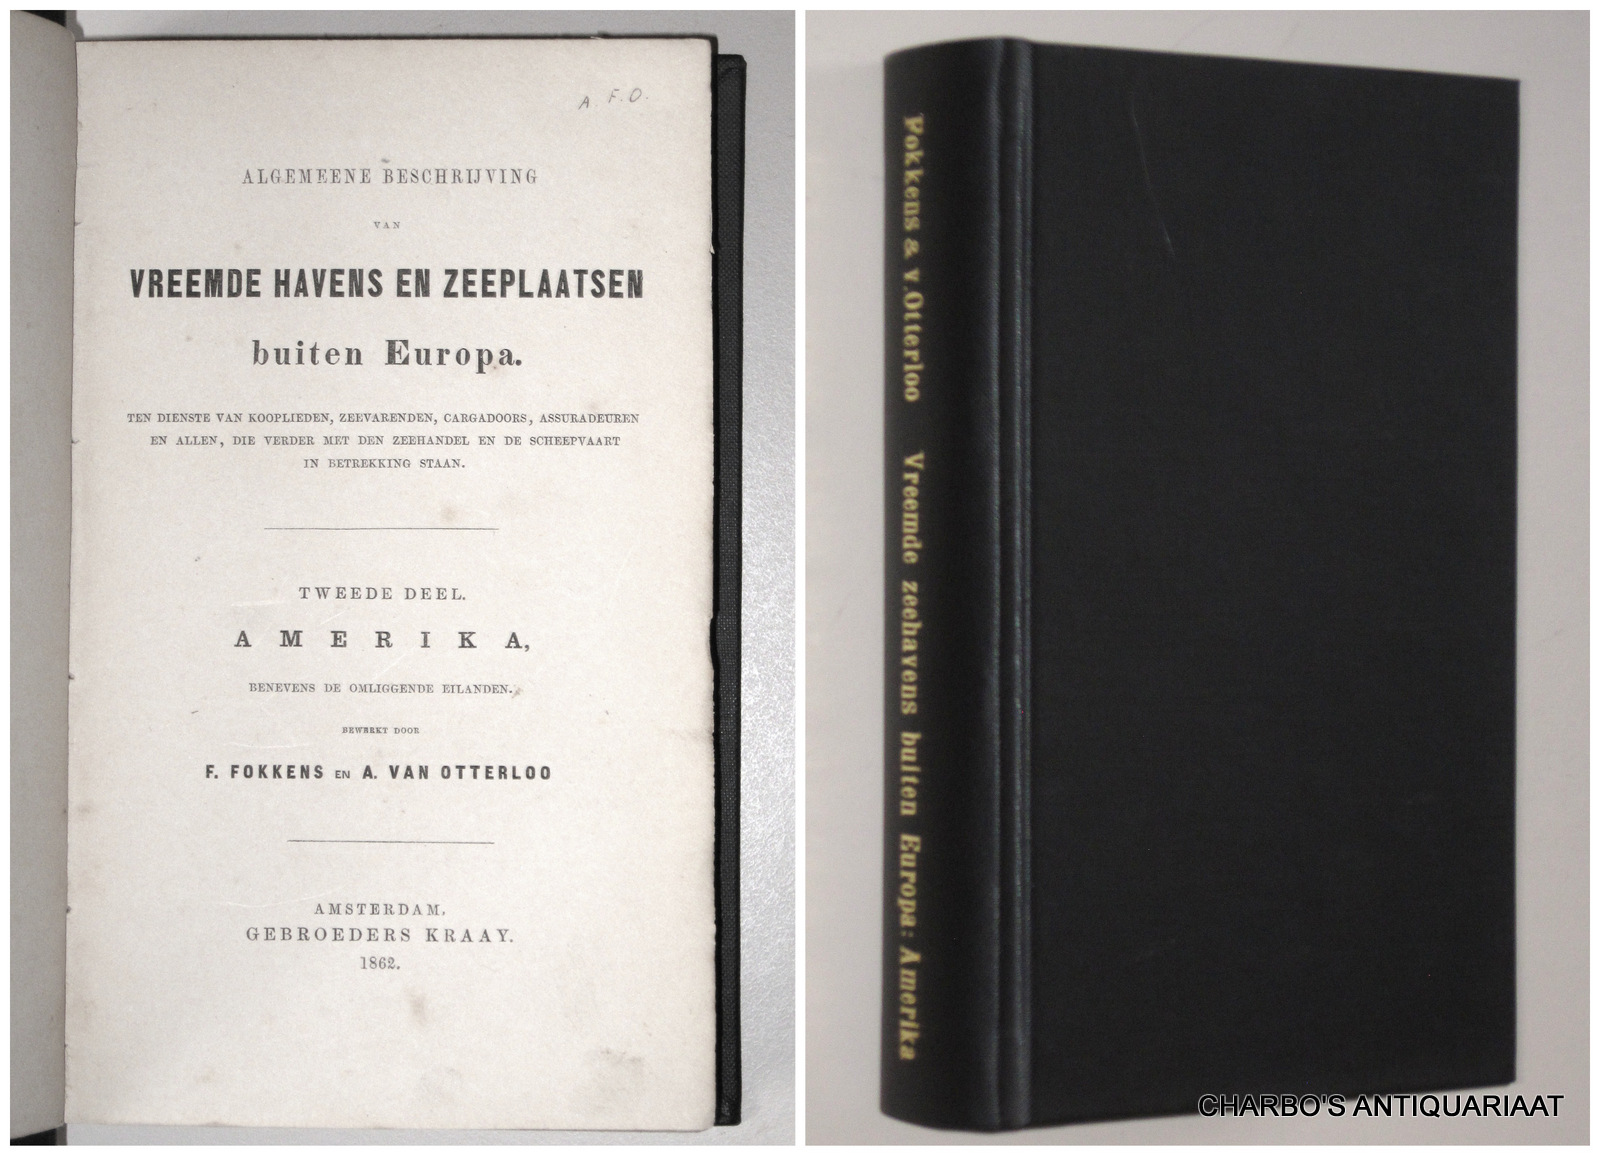 A F.O.
ALGEMEENE BESCHRIJVING
VAN
VREEMDE HAVENS EN ZEEPLAATSEN
buiten Europa.
TEN DIENSTE VAN KOOPLIEDEN, ZEEVARENDEN, CARGADOORS, ASSURADEUREN
EN ALLEN, DIE VERDER MET DEN ZEEHANDEL EN DE SCHEEPVAART
IN BETREKKING STAAN.
TWEEDE DEEL.
AMERIKA,
BENEVENS DE OMLIGGENDE EILANDEN.
BEWERKT DOOR
F. FOKKENS EN A. VAN OTTERLOO
AMSTERDAM,
GEBROEDERS KRAAY.
1862.
Fokkens & v.Otterloo Vreemde zeehavens buiten Europa: Amerika
CHARBO'S ANTIQUARIAAT